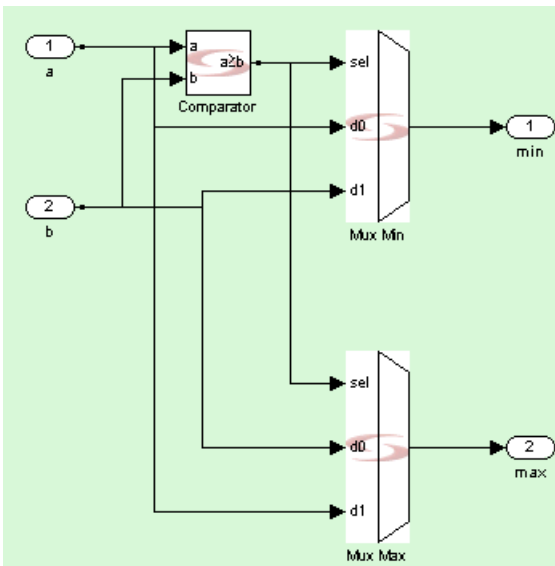 1
a
a
b
a≥b
Comparator
sel
d0
d1
Mux Min
1
min
2
b
sel
d0
d1
Mux Max
2
max